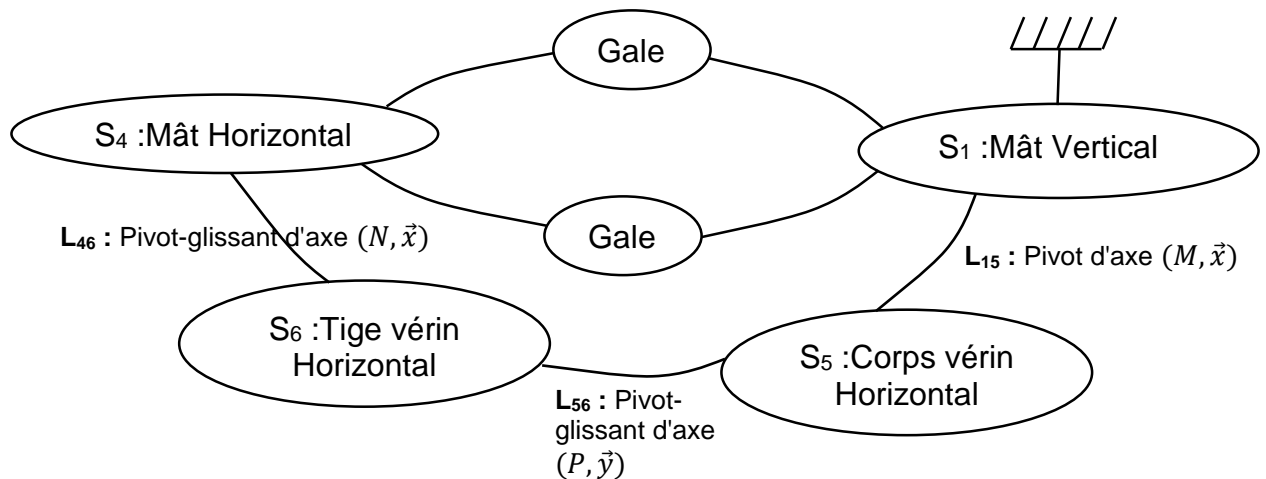 Gale
S₄ :Mât Horizontal
S₁ :Mât Vertical
Gale
L₄₆ : Pivot-glissant d'axe (N, x⃗)
L₁₅ : Pivot d'axe (M, x⃗)
S₆ :Tige vérin
Horizontal
S₅ :Corps vérin
Horizontal
L₅₆ : Pivot-
glissant d'axe
(P, y⃗)